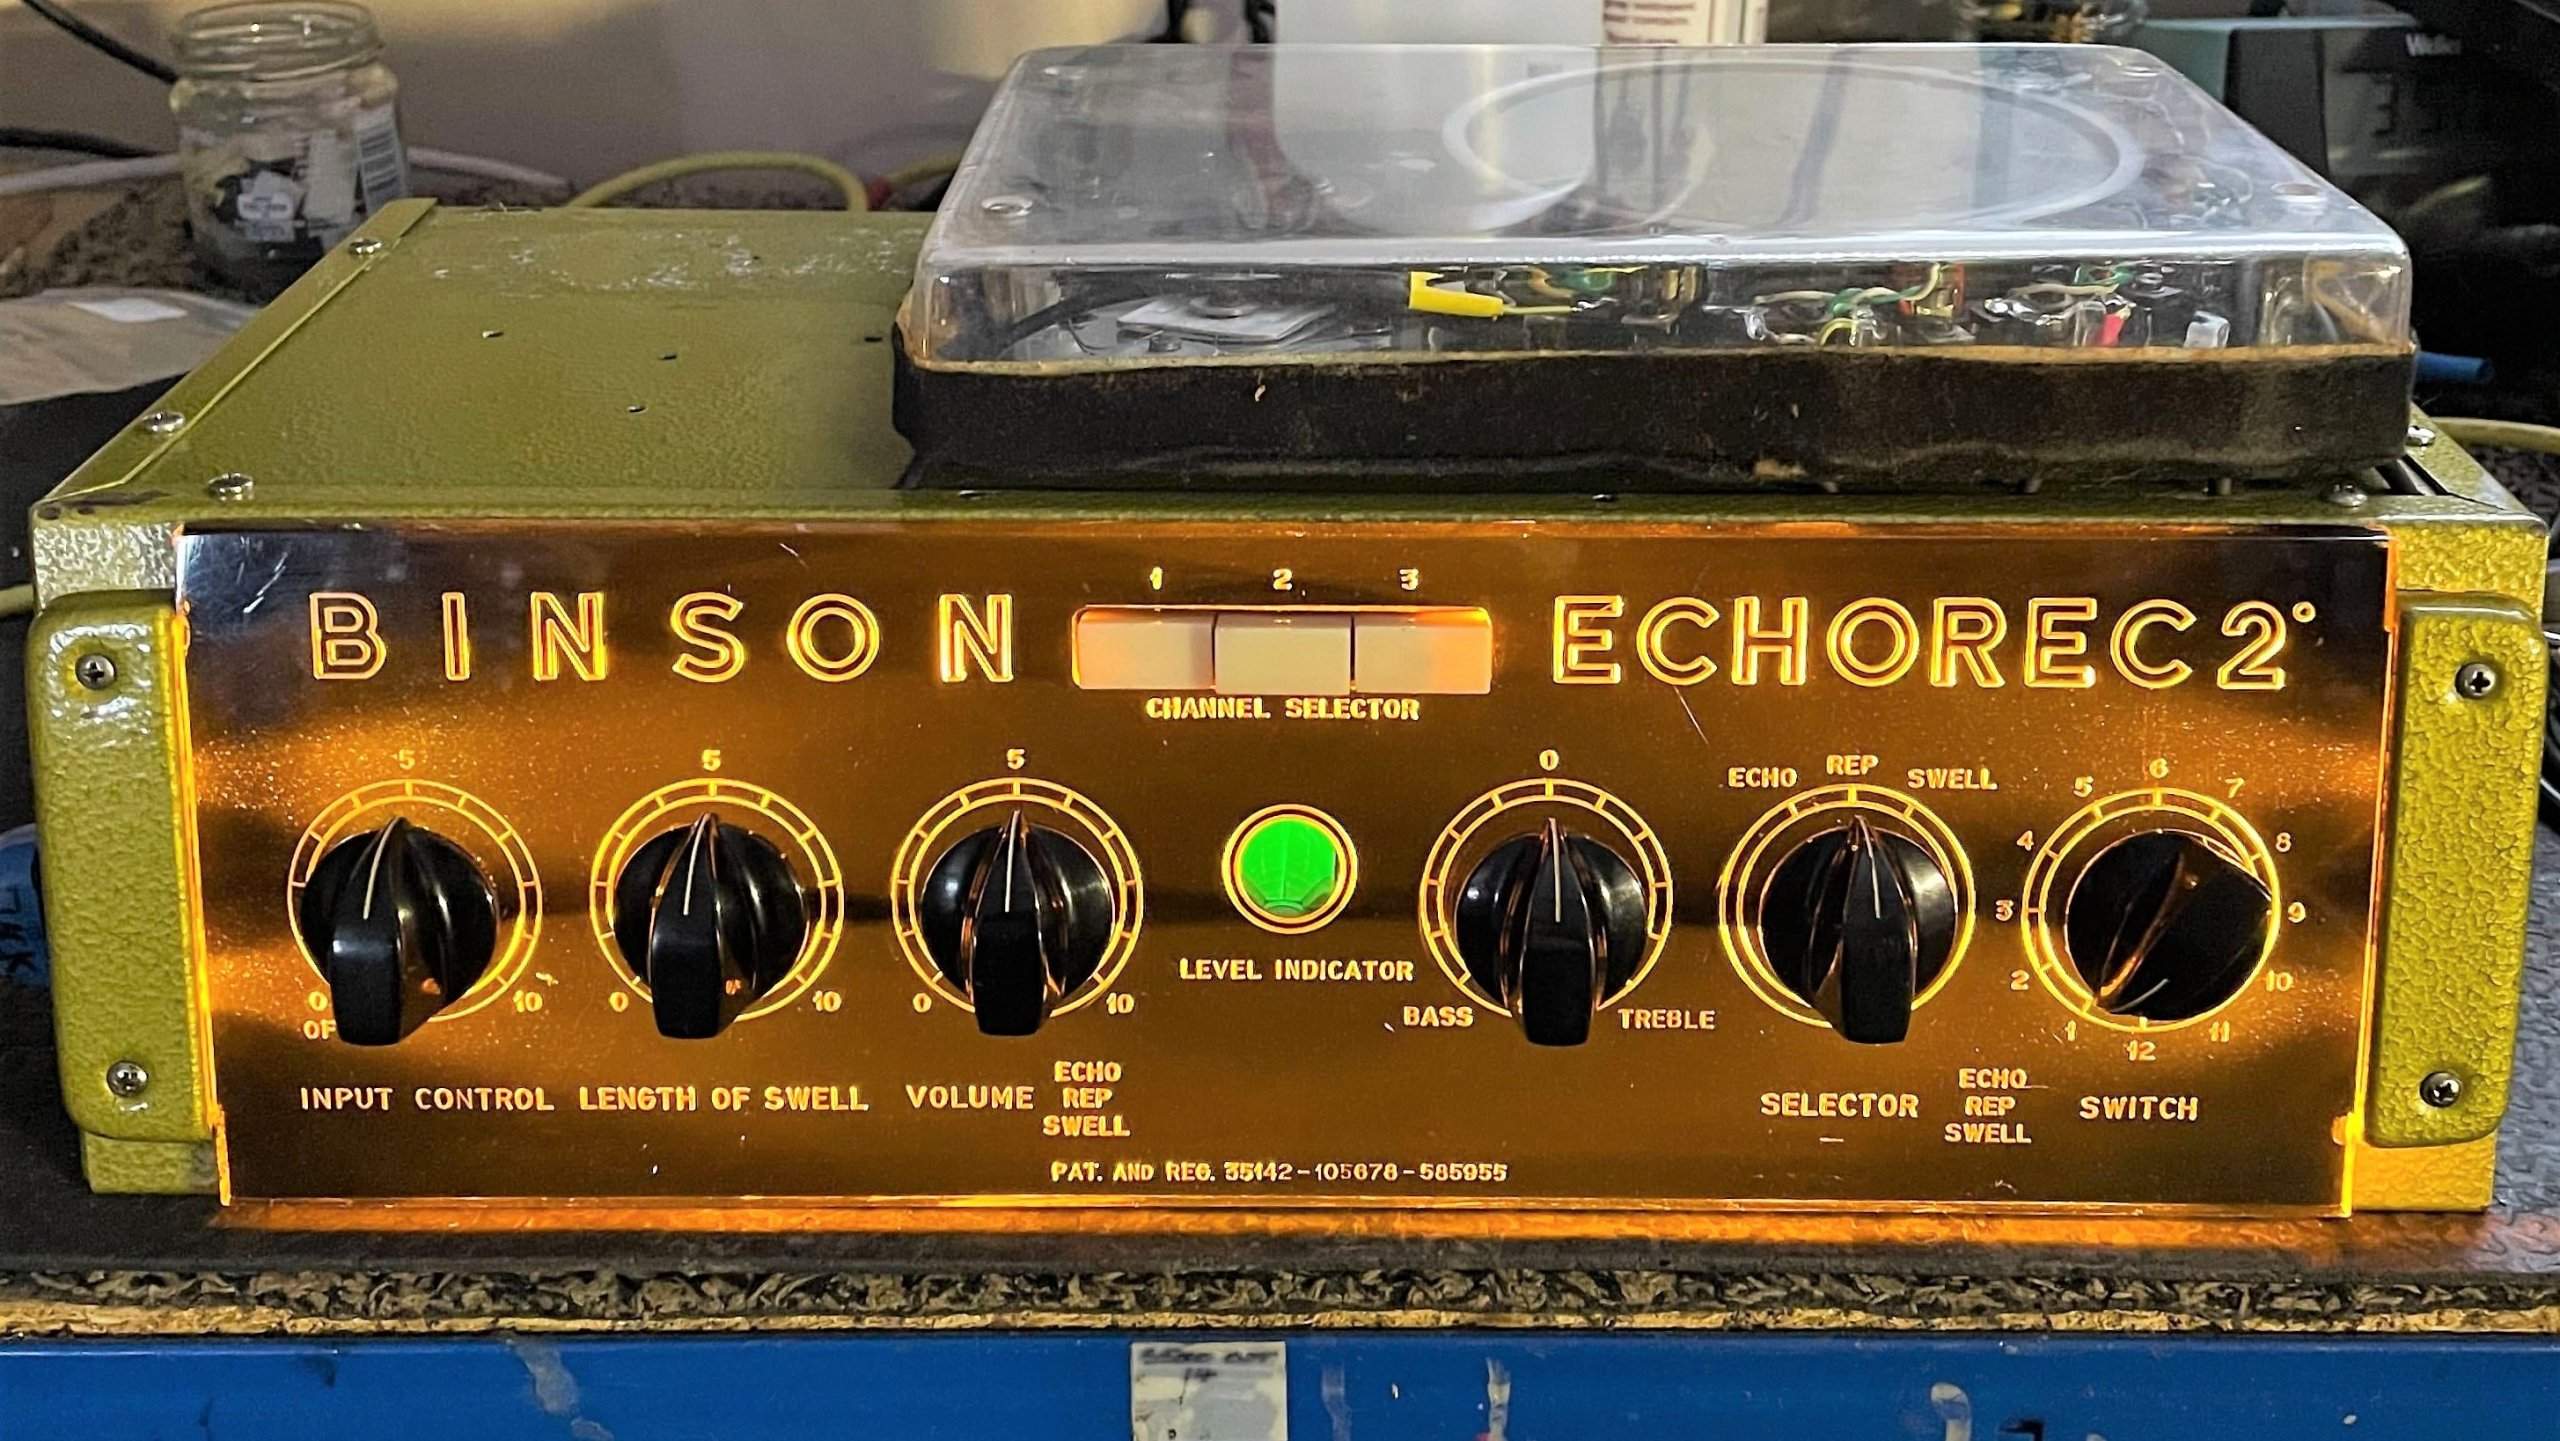 Weller
1 2 3
BINSON
ECHOREC2°
CHANNEL SELECTOR
5
0
10
OF
INPUT CONTROL
5
0
10
LENGTH OF SWELL
5
0
10
VOLUME
ECHO
REP
SWELL
LEVEL INDICATOR
0
BASS
TREBLE
ECHO REP SWELL
SELECTOR
ECHO
REP
SWELL
1 2 3 4 5 6 7 8 9 10 11 12
SWITCH
PAT. AND REG. 35142-105678-585955